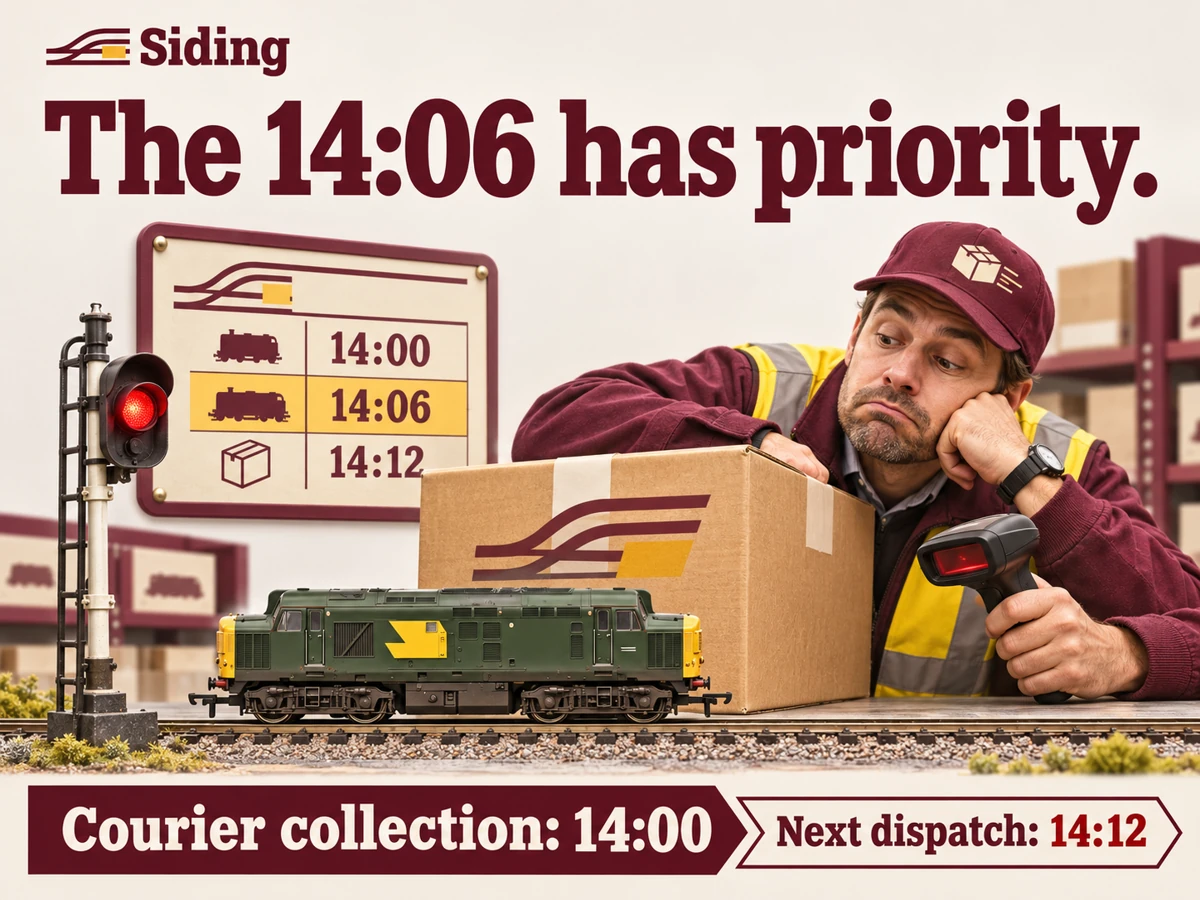 Siding
The 14:06 has priority.
14:00
14:06
14:12
Courier collection: 14:00
Next dispatch: 14:12